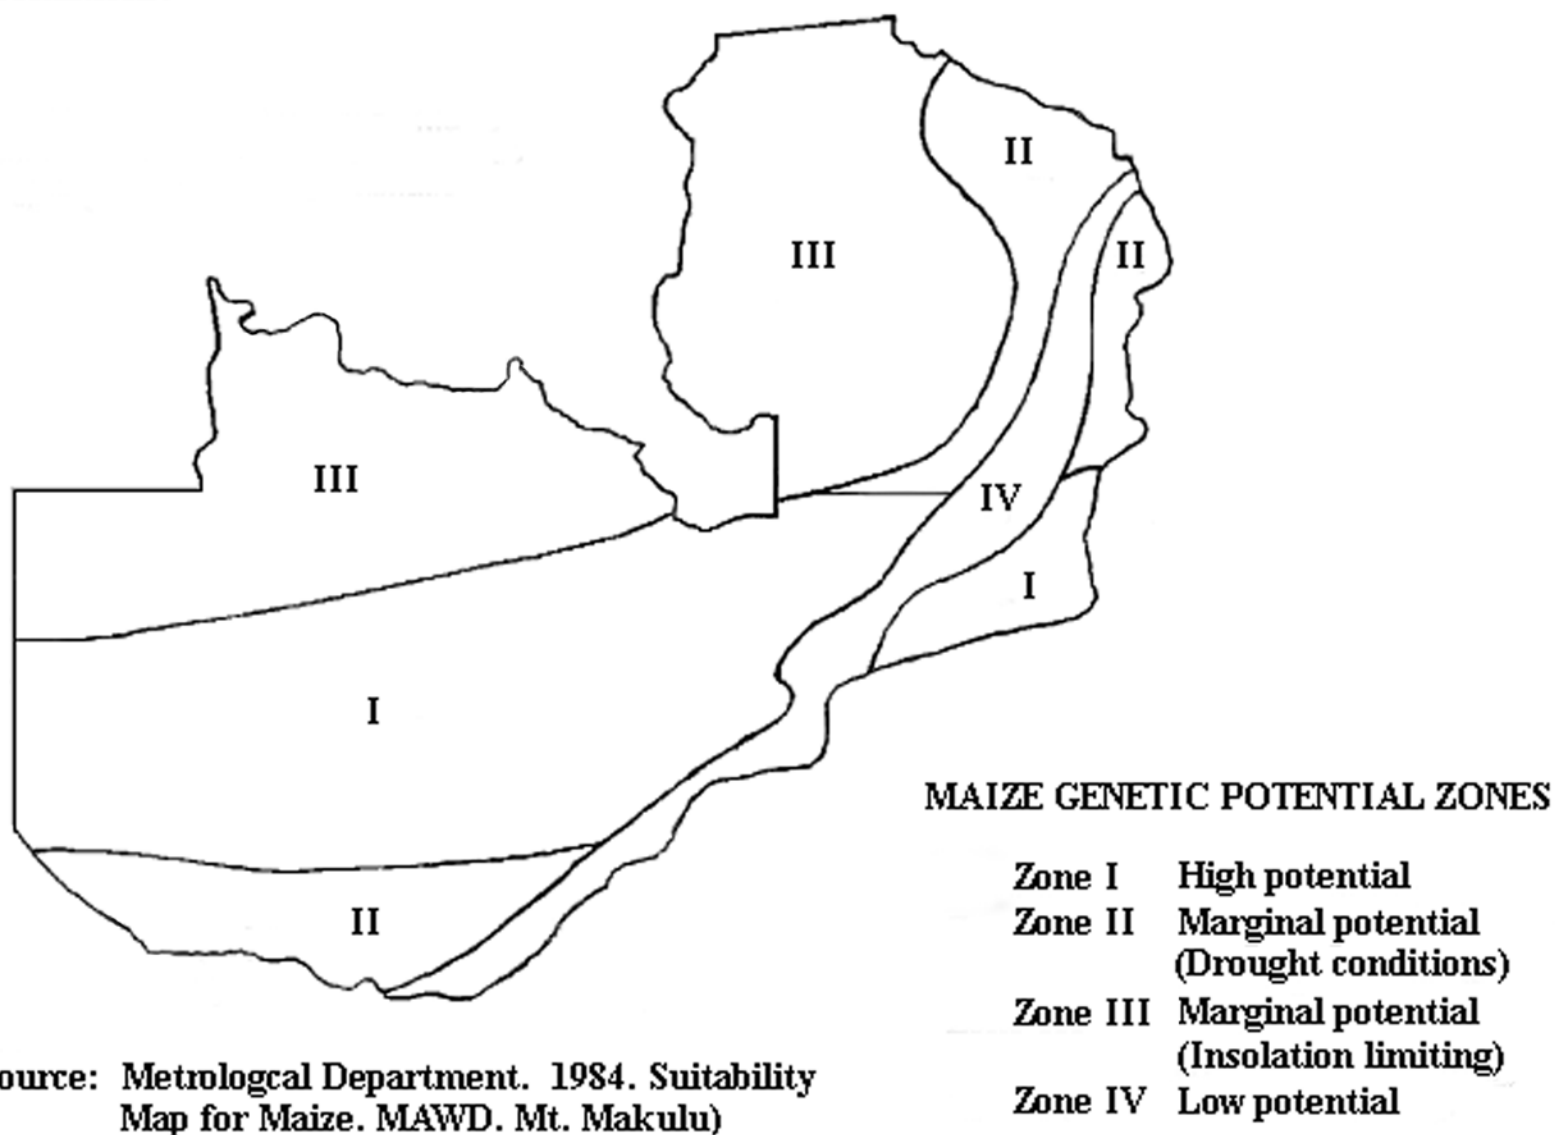 II
III
II
III
IV
I
I
II
MAIZE GENETIC POTENTIAL ZONES
Zone I High potential
Zone II Marginal potential
(Drought conditions)
Zone III Marginal potential
(Insolation limiting)
Zone IV Low potential
ource: Metrologcal Department. 1984. Suitability
Map for Maize. MAWD. Mt. Makulu)